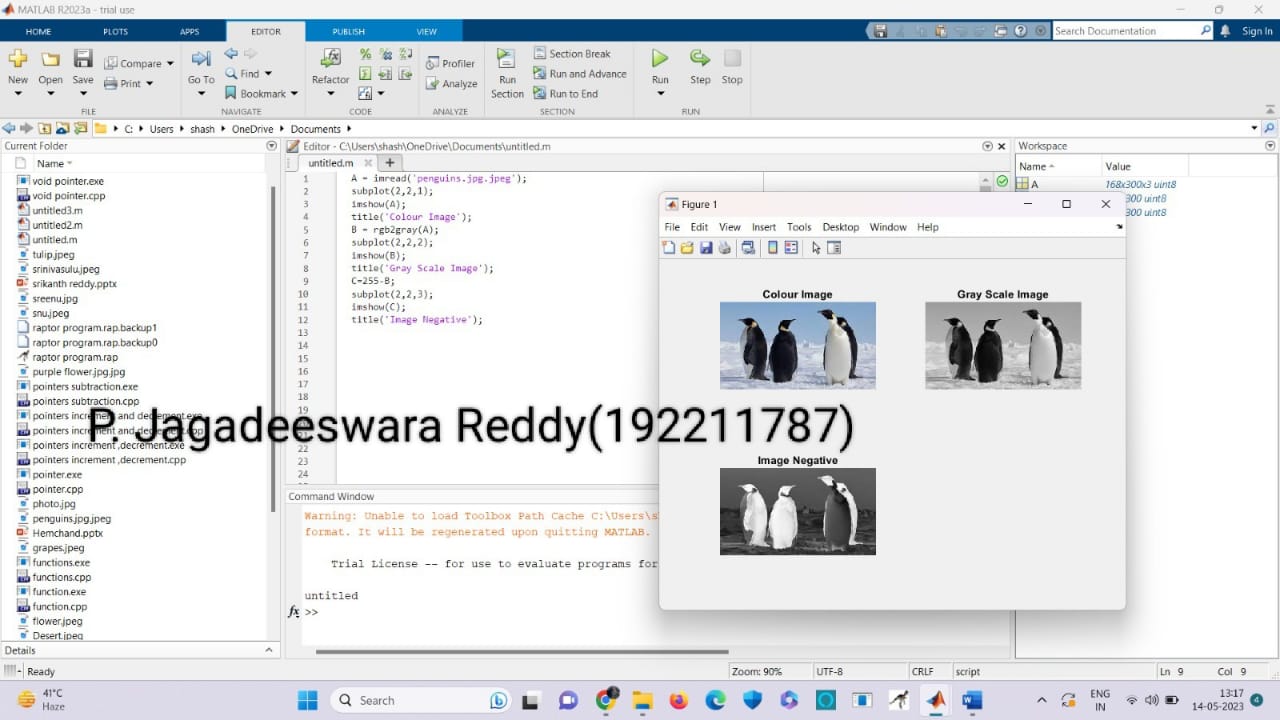 MATLAB R2023a - trial use
HOME PLOTS APPS EDITOR PUBLISH VIEW
Search Documentation Sign In
New Open Save Compare Print
Go To Find Bookmark
Refactor
Profiler Analyze
Run Section Section Break Run and Advance Run to End
Run Step Stop
FILE NAVIGATE CODE ANALYZE SECTION RUN
C: Users shash OneDrive Documents
Current Folder
Name
void pointer.exe
void pointer.cpp
untitled3.m
untitled2.m
untitled.m
tulip.jpeg
srinivasulu.jpeg
srikanth reddy.pptx
sreenu.jpg
snu.jpeg
raptor program.rap.backup1
raptor program.rap.backup0
raptor program.rap
purple flower.jpg.jpg
pointers subtraction.exe
pointers subtraction.cpp
pointers increment and decrement.exe
pointers increment and decrement.cpp
pointers increment ,decrement.exe
pointers increment ,decrement.cpp
pointer.exe
pointer.cpp
photo.jpg
penguins.jpg.jpeg
Hemchand.pptx
grapes.jpeg
functions.exe
functions.cpp
function.exe
function.cpp
flower.jpeg
Desert.jpeg
Details
Editor - C:\Users\shash\OneDrive\Documents\untitled.m
untitled.m
1 A = imread('penguins.jpg.jpeg');
2 subplot(2,2,1);
3 imshow(A);
4 title('Colour Image');
5 B = rgb2gray(A);
6 subplot(2,2,2);
7 imshow(B);
8 title('Gray Scale Image');
9 C=255-B;
10 subplot(2,2,3);
11 imshow(C);
12 title('Image Negative');
13
14
15
16
17
18
19
22
23
24
P. Jagadeeswara Reddy(192211787)
Command Window
Warning: Unable to load Toolbox Path Cache
format. It will be regenerated upon quitting MATLAB.
Trial License -- for use to evaluate programs for
untitled
fx >>
Workspace
Name Value
A 168x300x3 uint8
300 uint8
300 uint8
Figure 1
File Edit View Insert Tools Desktop Window Help
Colour Image
Gray Scale Image
Image Negative
Ready
Zoom: 90% UTF-8 CRLF script Ln 9 Col 9
41°C
Haze
Search
ENG
IN
13:17
14-05-2023
4